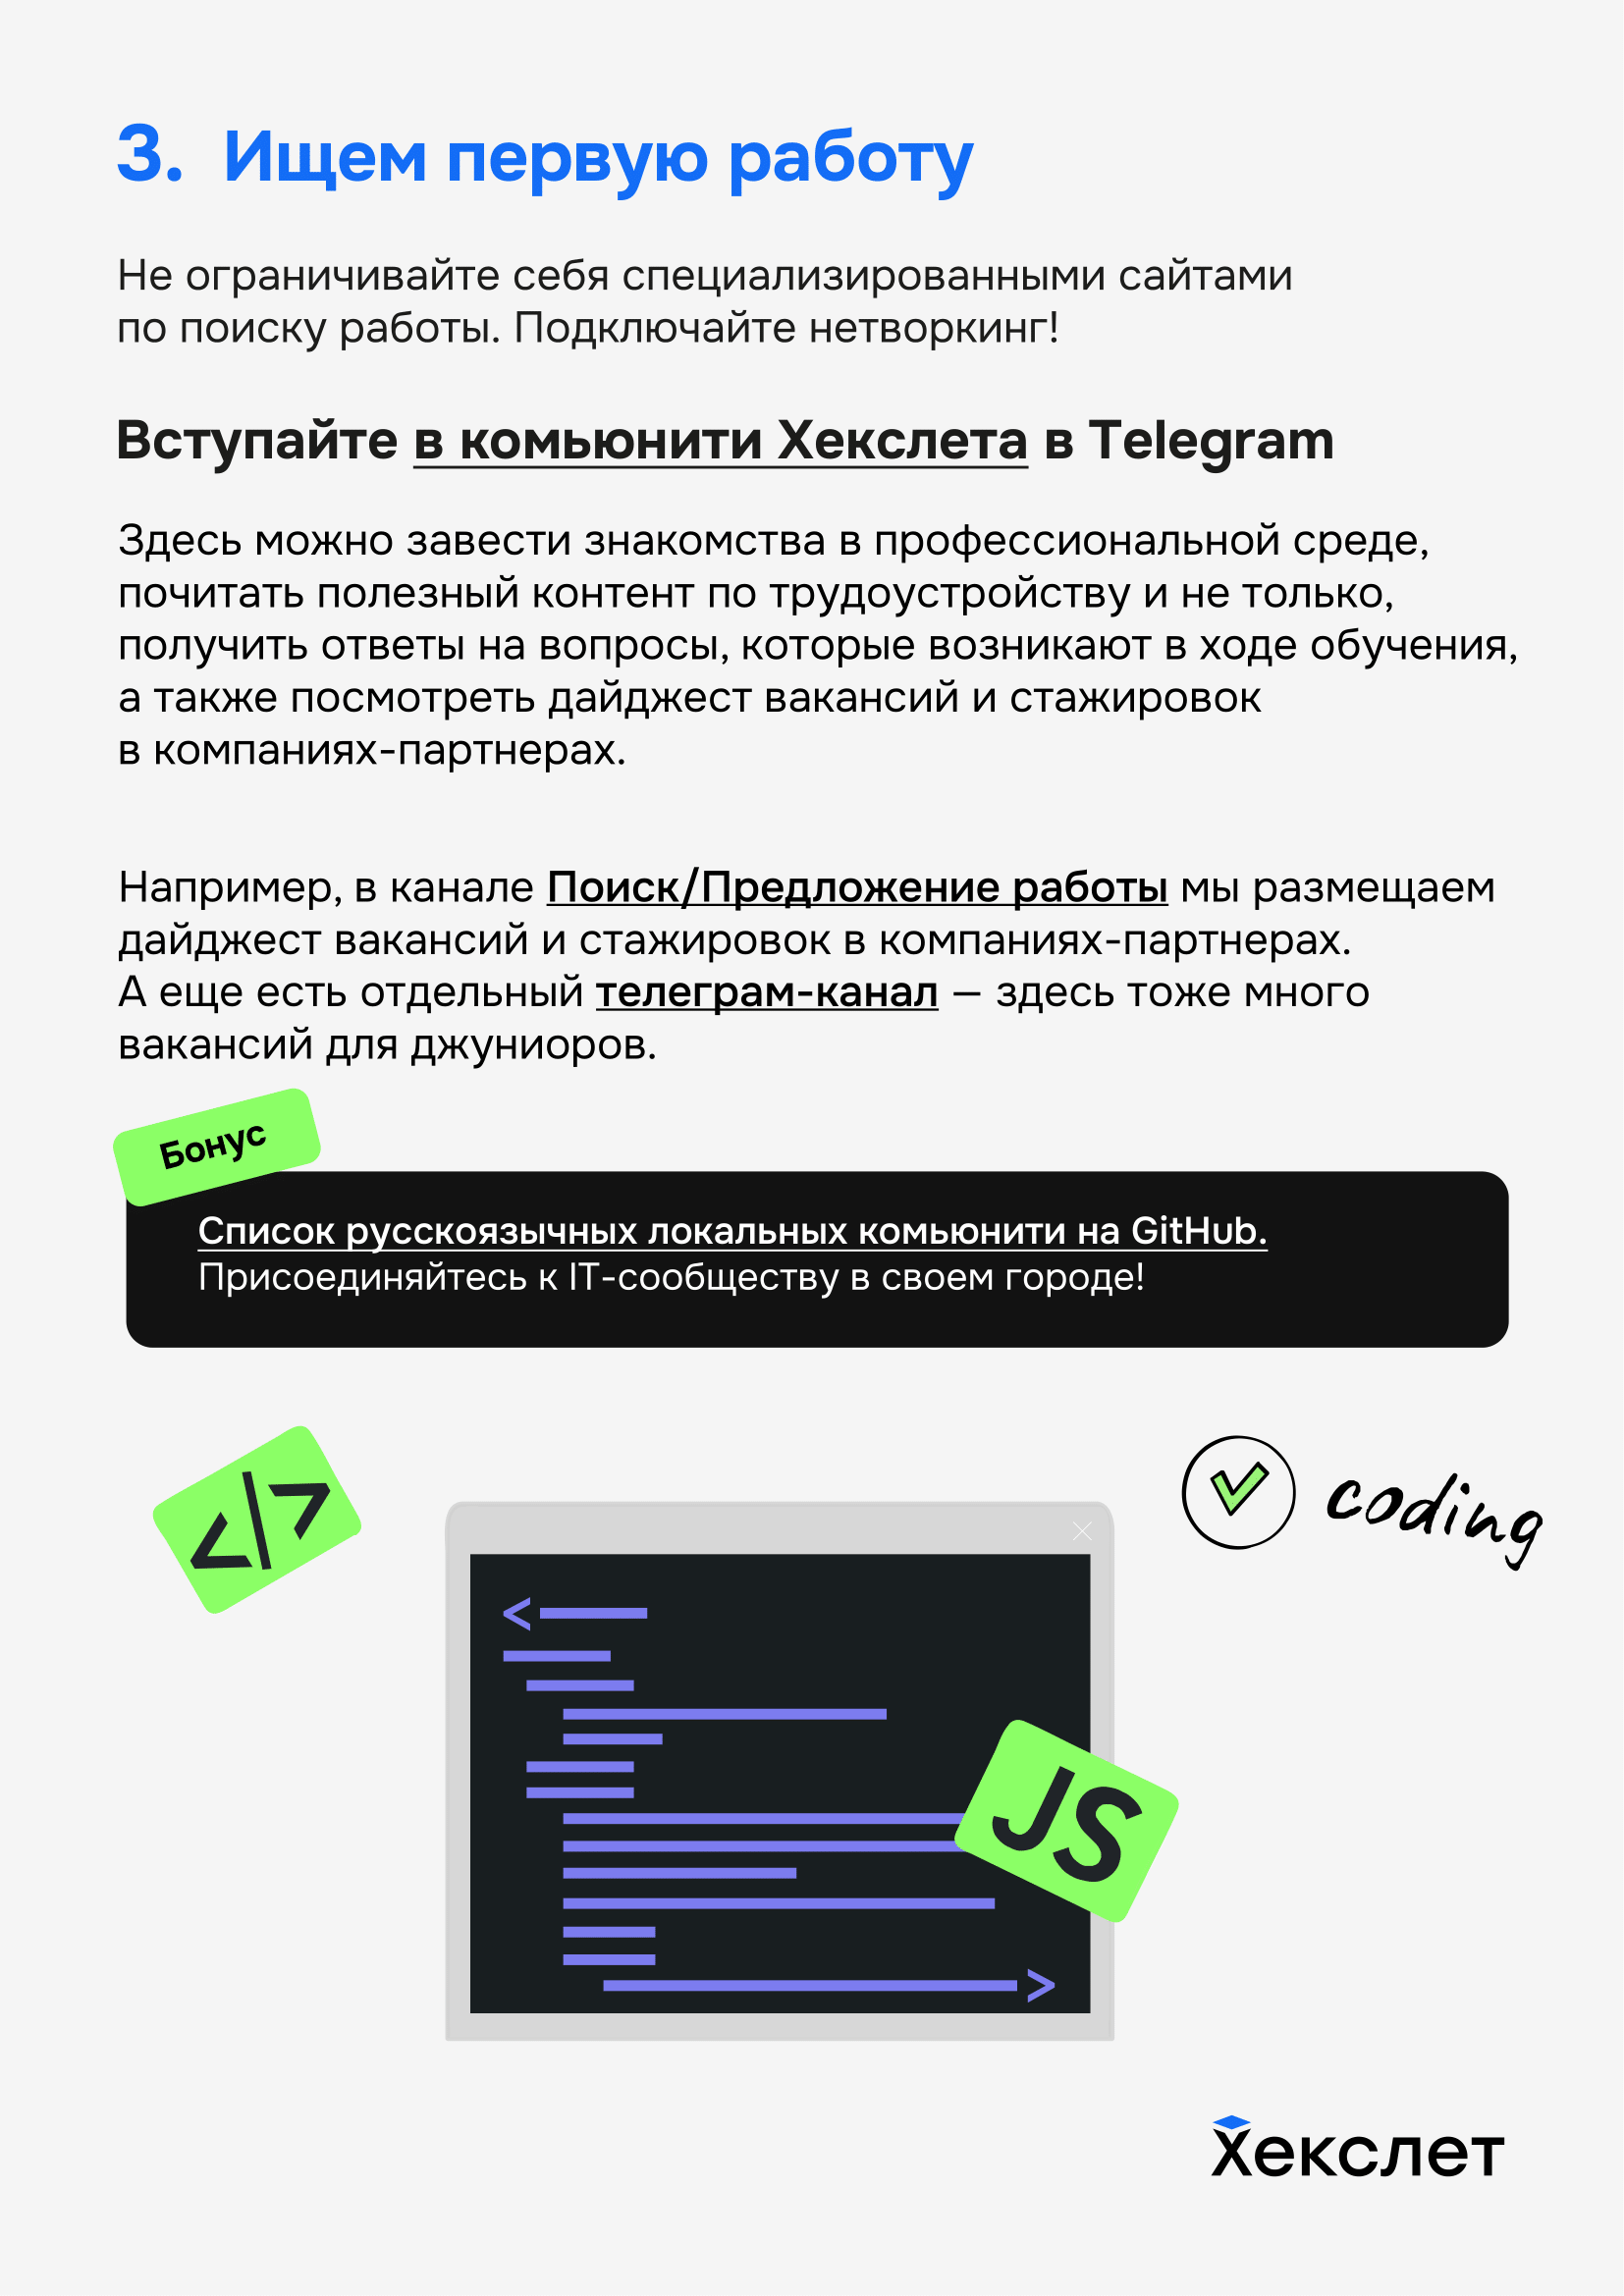 3. Ищем первую работу
Не ограничивайте себя специализированными сайтами
по поиску работы. Подключайте нетворкинг!
Вступайте в комьюнити Хекслета в Telegram
Здесь можно завести знакомства в профессиональной среде,
почитать полезный контент по трудоустройству и не только,
получить ответы на вопросы, которые возникают в ходе обучения,
а также посмотреть дайджест вакансий и стажировок
в компаниях-партнерах.
Например, в канале Поиск/Предложение работы мы размещаем
дайджест вакансий и стажировок в компаниях-партнерах.
А еще есть отдельный телеграм-канал — здесь тоже много
вакансий для джуниоров.
Бонус
Список русскоязычных локальных комьюнити на GitHub.
Присоединяйтесь к IT-сообществу в своем городе!
</>
coding
<
JS
>
Хекслет